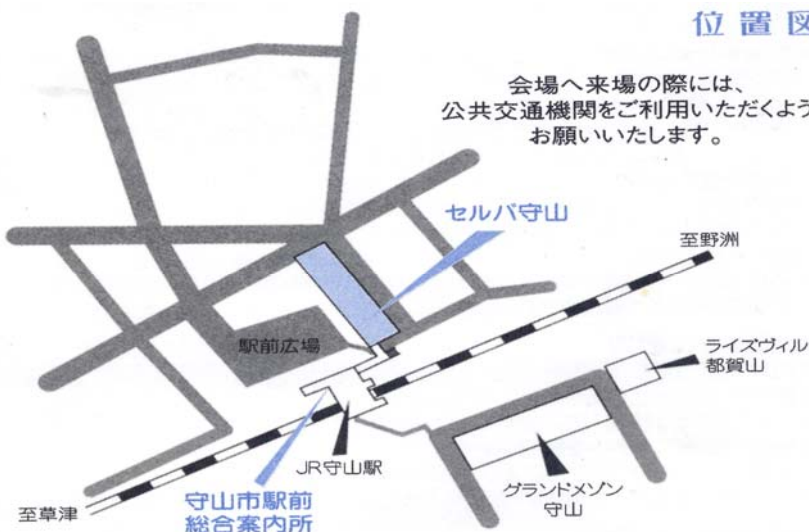 位置図
会場へ来場の際には、
公共交通機関をご利用いただくよう
お願いいたします。
セルバ守山
至野洲
駅前広場
ライズヴィル
都賀山
JR守山駅
グランドメゾン
守山
守山市駅前
総合案内所
至草津